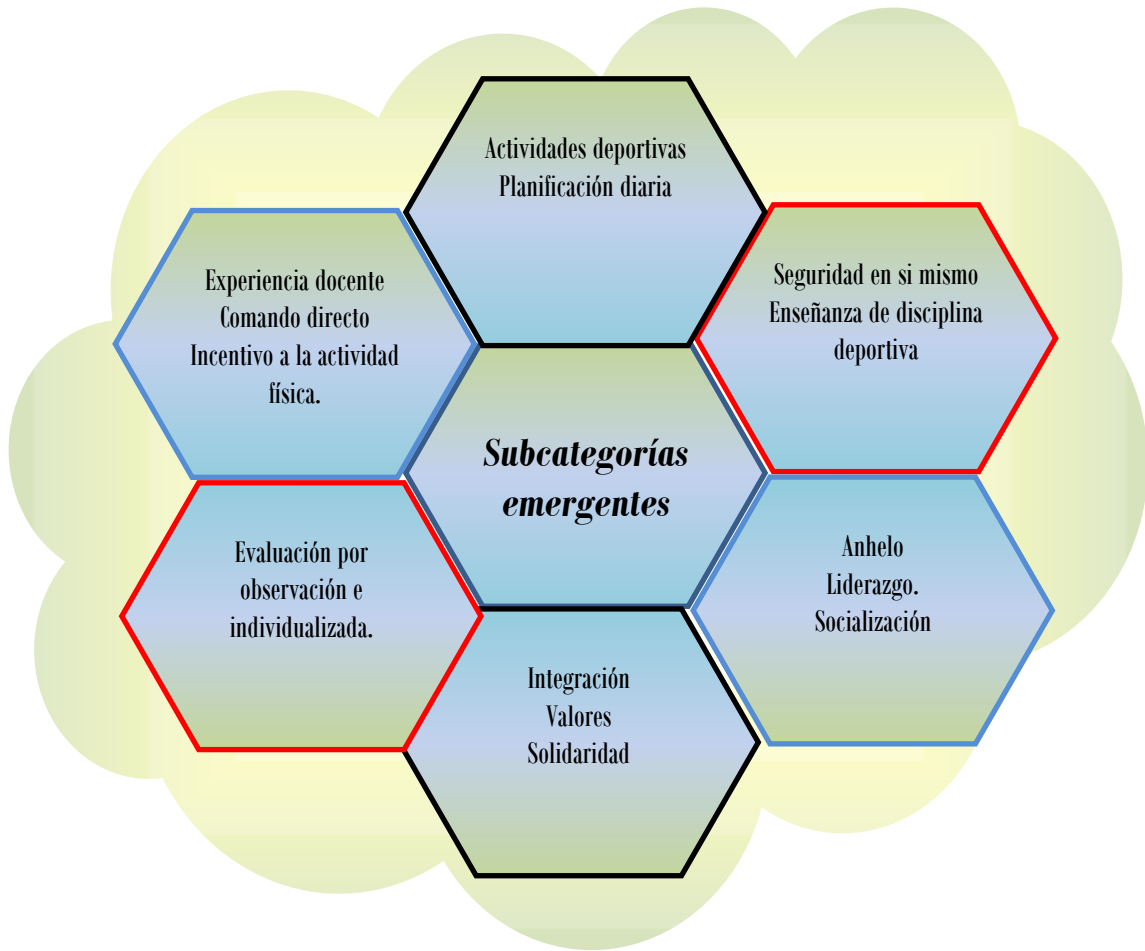 Actividades deportivas
Planificación diaria
Experiencia docente
Comando directo
Incentivo a la actividad
física.
Seguridad en si mismo
Enseñanza de disciplina
deportiva
Subcategorías
emergentes
Evaluación por
observación e
individualizada.
Anhelo
Liderazgo.
Socialización
Integración
Valores
Solidaridad